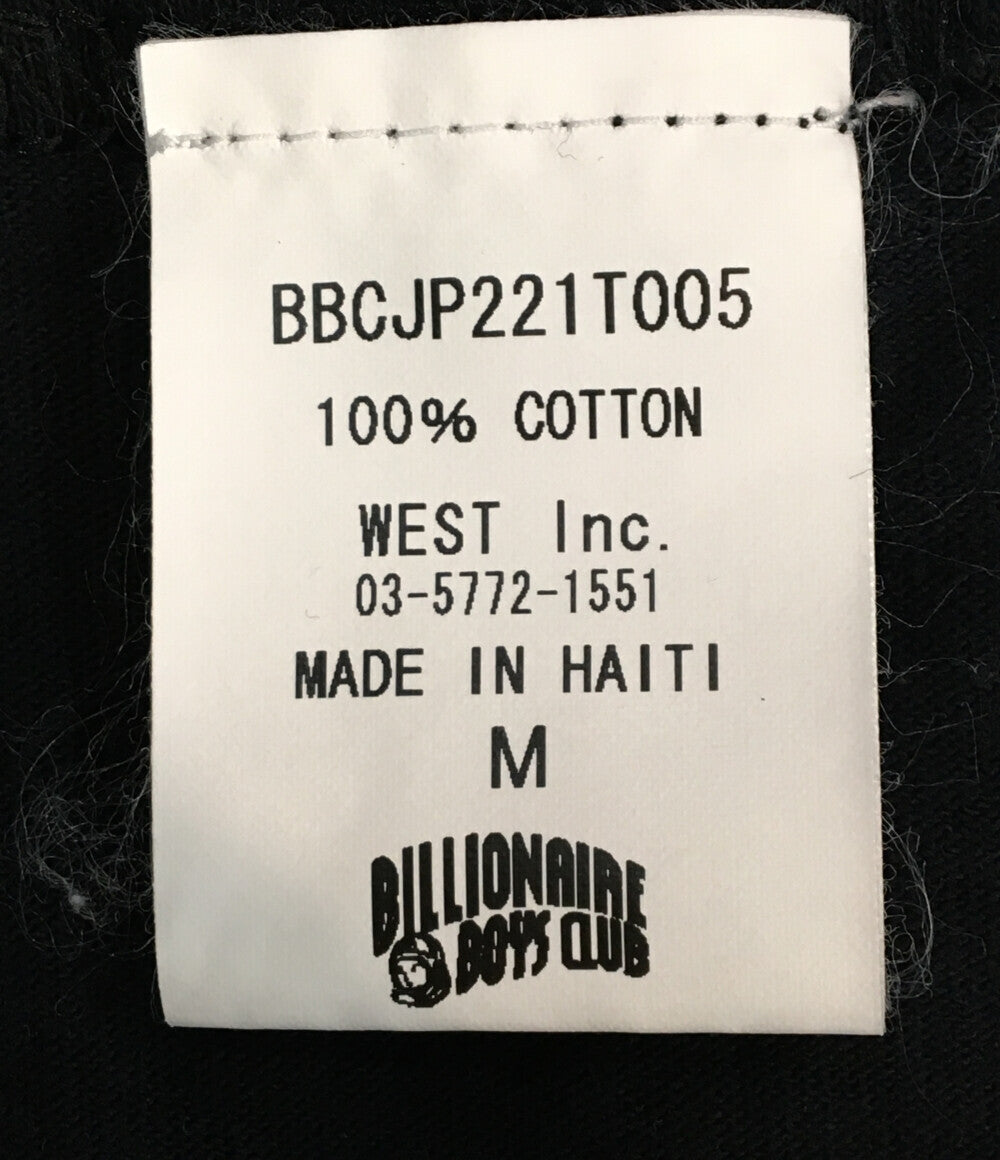 BBCJP221T005
100% COTTON
WEST Inc.
03-5772-1551
MADE IN HAITI
M
BILLIONAIRE
BOYS CLUB